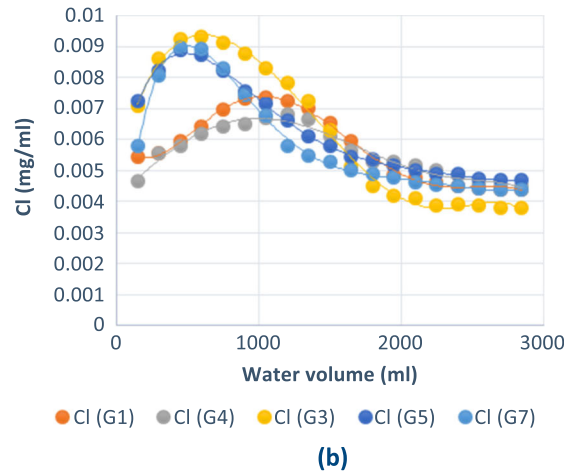 0.01
0.009
0.008
0.007
0.006
0.005
0.004
0.003
0.002
0.001
0
Cl (mg/ml)
0 1000 2000 3000
Water volume (ml)
Cl (G1) Cl (G4) Cl (G3) Cl (G5) Cl (G7)
(b)